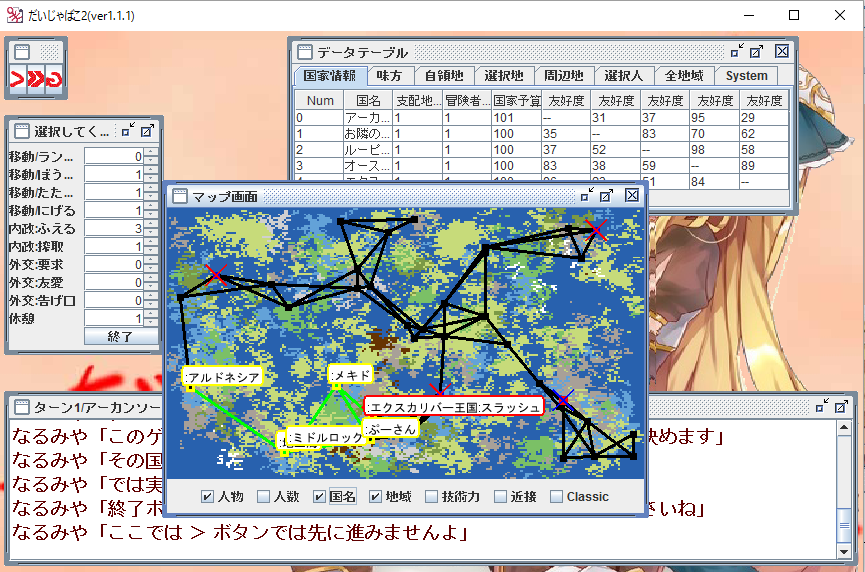 だいじゃぱこ2(ver1.1.1)
データテーブル
国家情報 味方 自領地 選択地 周辺地 選択人 全地域 System
Num 国名 支配地... 冒険者... 国家予算 友好度 友好度 友好度 友好度 友好度
0 アーカ... 1 1 101 -- 31 37 95 29
1 お隣の... 1 1 100 35 -- 83 70 62
2 ルービ... 1 1 100 37 52 -- 98 58
3 オース... 1 1 100 83 38 59 -- 89
84 --
選択してく...
移動/ラン... 0
移動/ぼう... 1
移動/たた... 1
移動/にげる 1
内政:ふえる 3
内政:搾取 1
外交:要求 0
外交:友愛 0
外交:告げ口 0
休憩 1
終了
マップ画面
:アルドネシア
:メキド
:エクスカリバー王国:スラッシュ
:ぷーさん
:ミドルロック
人物 人数 国名 地域 技術力 近接 Classic
ターン1/アーカンソー
なるみや「このゲ
決めます」
なるみや「その国
なるみや「では実
なるみや「終了ボ
さいね」
なるみや「ここでは > ボタンでは先に進みませんよ」